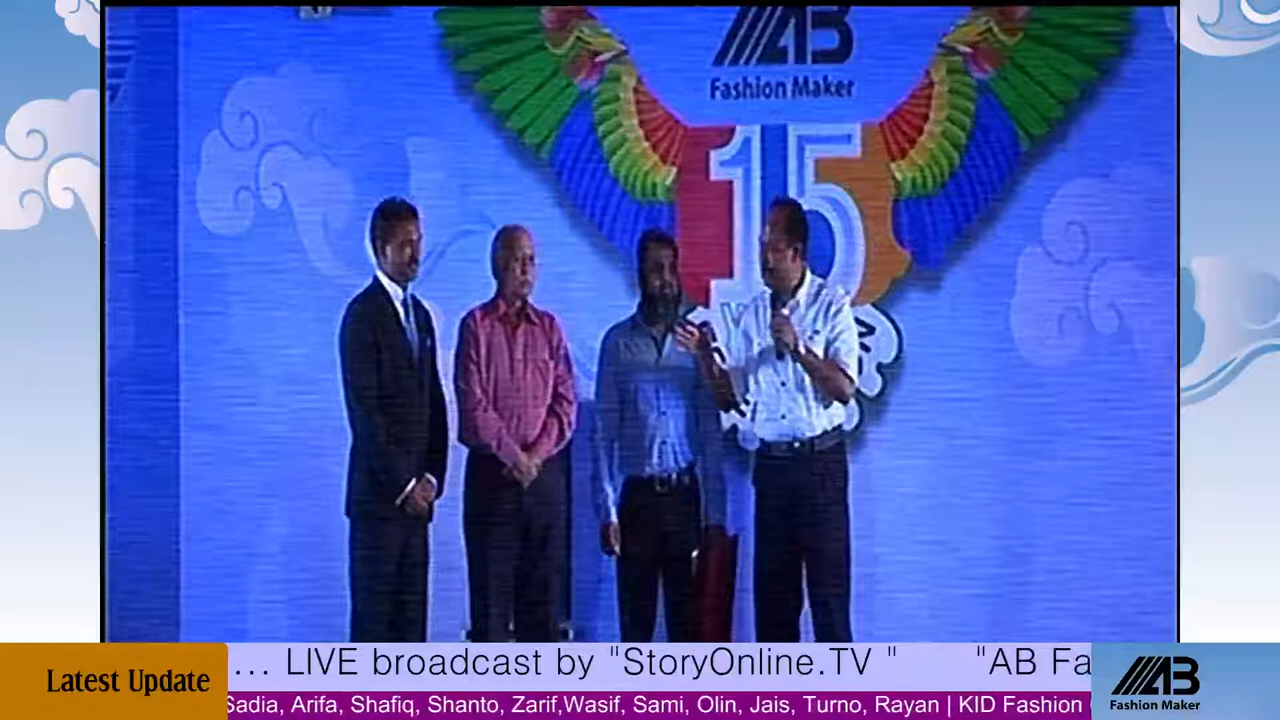 AB
Fashion Maker
15
... LIVE broadcast by "StoryOnline.TV " "AB Fa
Latest Update
Sadia, Arifa, Shafiq, Shanto, Zarif,Wasif, Sami, Olin, Jais, Turno, Rayan | KID Fashion
AB
Fashion Maker